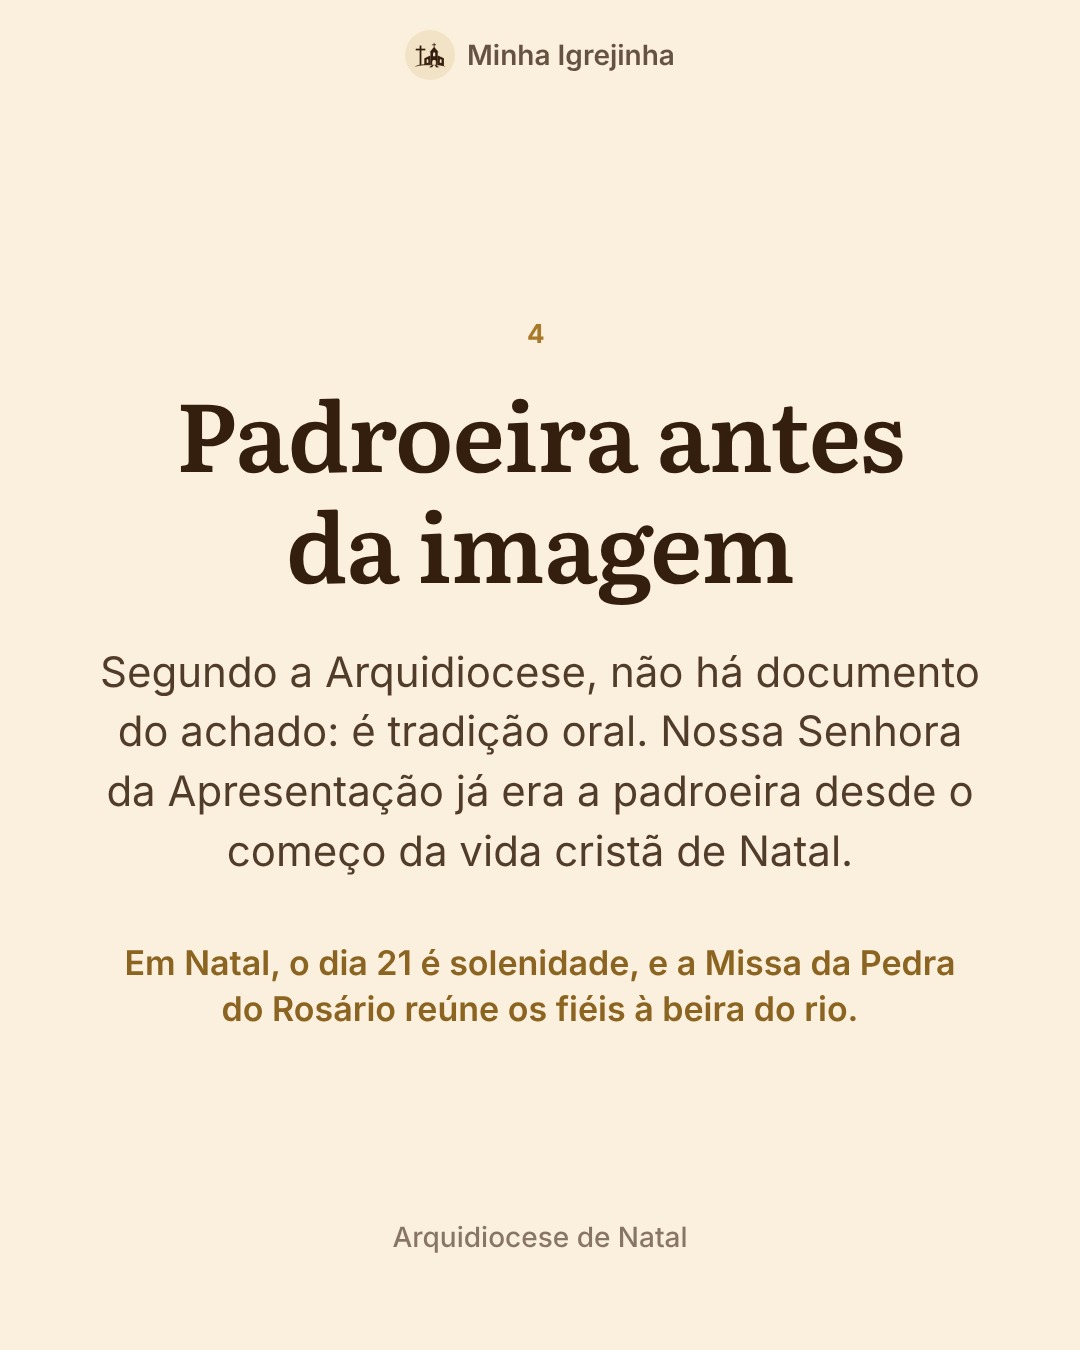 Minha Igrejinha
4
Padroeira antes
da imagem
Segundo a Arquidiocese, não há documento
do achado: é tradição oral. Nossa Senhora
da Apresentação já era a padroeira desde o
começo da vida cristã de Natal.
Em Natal, o dia 21 é solenidade, e a Missa da Pedra
do Rosário reúne os fiéis à beira do rio.
Arquidiocese de Natal